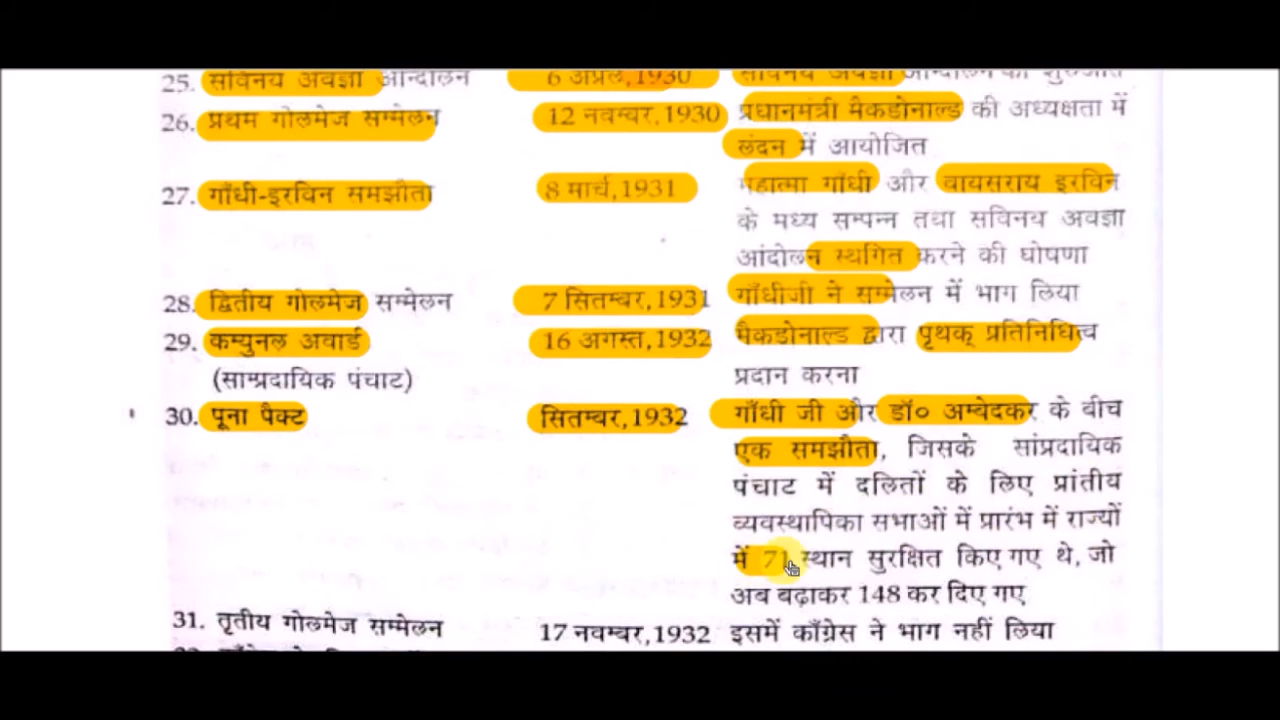 25. सविनय अवज्ञा आन्दोलन 6 अप्रैल, 1930 सविनय अवज्ञा आन्दोलन की शुरुआत
26. प्रथम गोलमेज सम्मेलन 12 नवम्बर, 1930 प्रधानमंत्री मैकडोनाल्ड की अध्यक्षता में
लंदन में आयोजित
27. गाँधी-इरविन समझौता 8 मार्च, 1931 महात्मा गाँधी और वायसराय इरविन
के मध्य सम्पन्न तथा सविनय अवज्ञा
आंदोलन स्थगित करने की घोषणा
28. द्वितीय गोलमेज सम्मेलन 7 सितम्बर, 1931 गाँधीजी ने सम्मेलन में भाग लिया
29. कम्युनल अवार्ड 16 अगस्त, 1932 मैकडोनाल्ड द्वारा पृथक् प्रतिनिधित्व
(साम्प्रदायिक पंचाट) प्रदान करना
30. पूना पैक्ट सितम्बर, 1932 गाँधी जी और डॉ० अम्बेदकर के बीच
एक समझौता, जिसके सांप्रदायिक
पंचाट में दलितों के लिए प्रांतीय
व्यवस्थापिका सभाओं में प्रारंभ में राज्यों
में 71 स्थान सुरक्षित किए गए थे, जो
अब बढ़ाकर 148 कर दिए गए
31. तृतीय गोलमेज सम्मेलन 17 नवम्बर, 1932 इसमें काँग्रेस ने भाग नहीं लिया